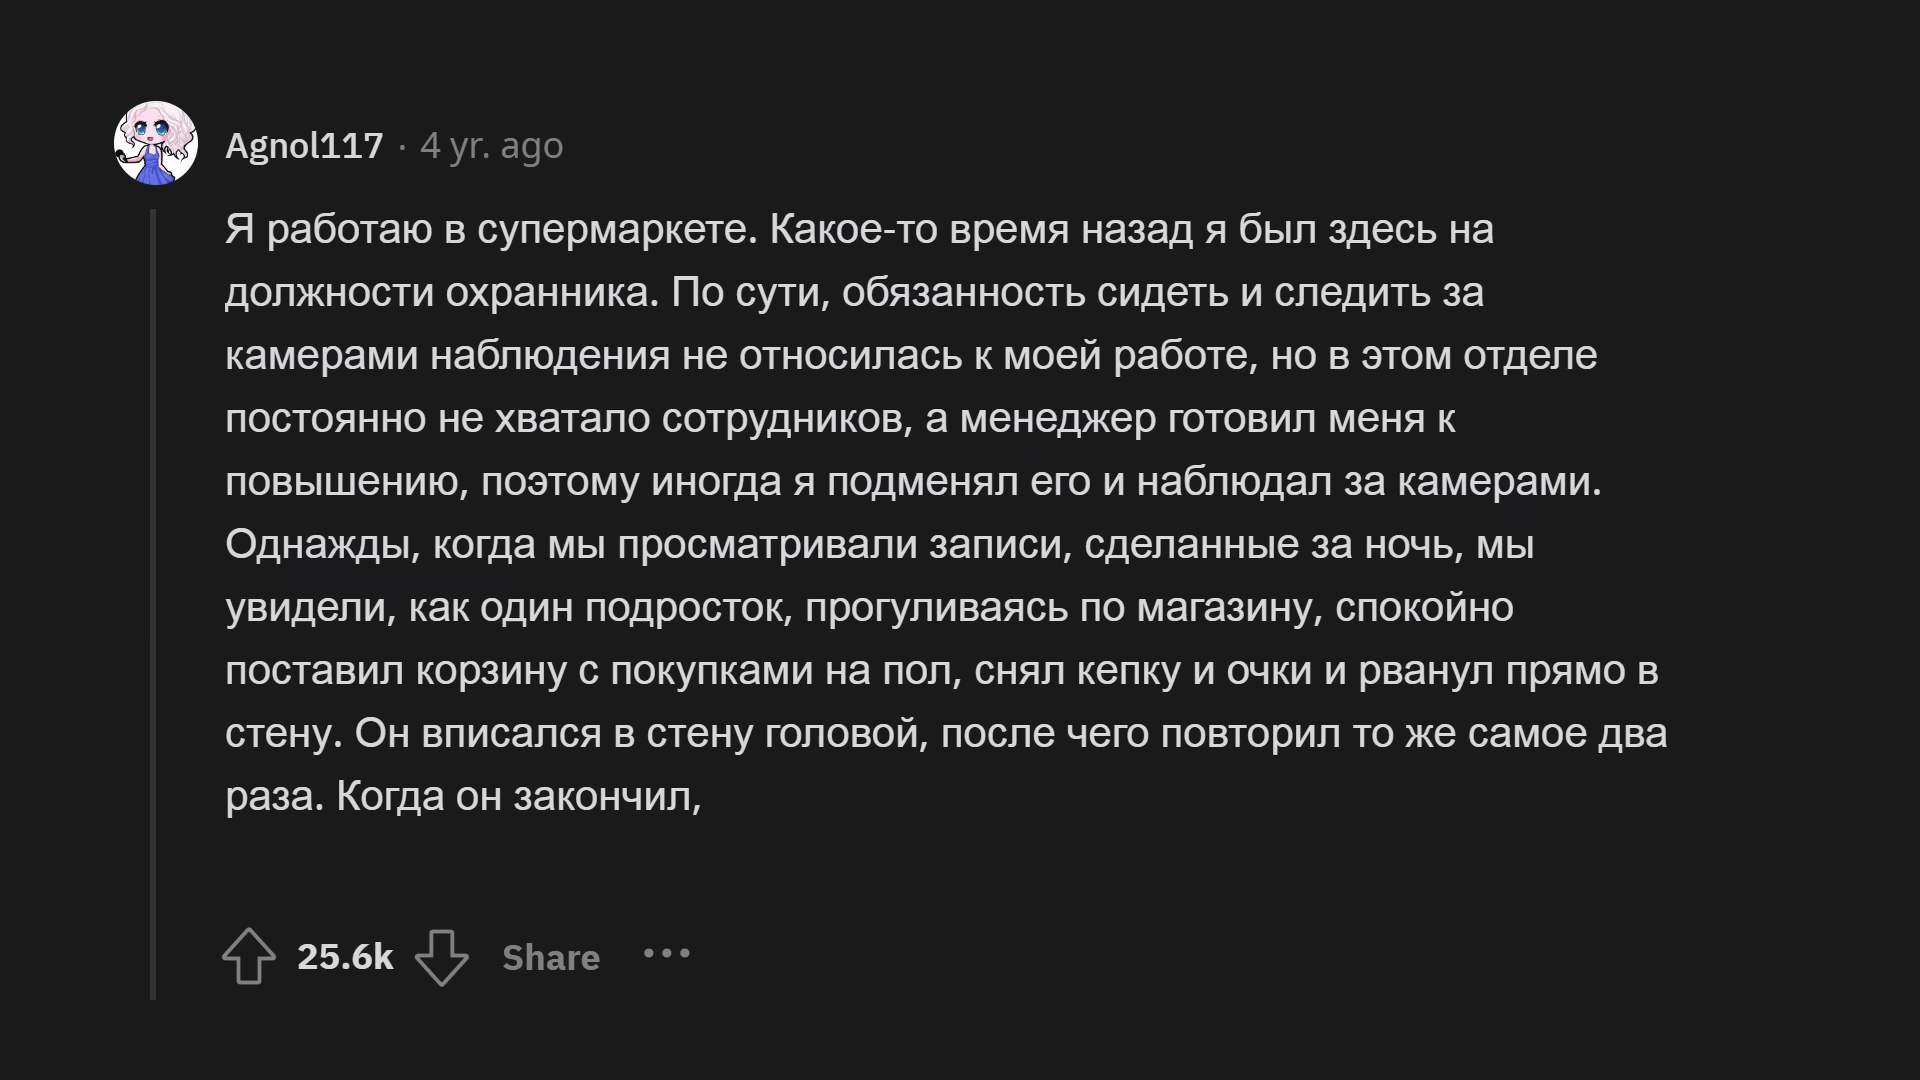 Agnol117 · 4 yr. ago
Я работаю в супермаркете. Какое-то время назад я был здесь на
должности охранника. По сути, обязанность сидеть и следить за
камерами наблюдения не относилась к моей работе, но в этом отделе
постоянно не хватало сотрудников, а менеджер готовил меня к
повышению, поэтому иногда я подменял его и наблюдал за камерами.
Однажды, когда мы просматривали записи, сделанные за ночь, мы
увидели, как один подросток, прогуливаясь по магазину, спокойно
поставил корзину с покупками на пол, снял кепку и очки и рванул прямо в
стену. Он вписался в стену головой, после чего повторил то же самое два
раза. Когда он закончил,
25.6k Share